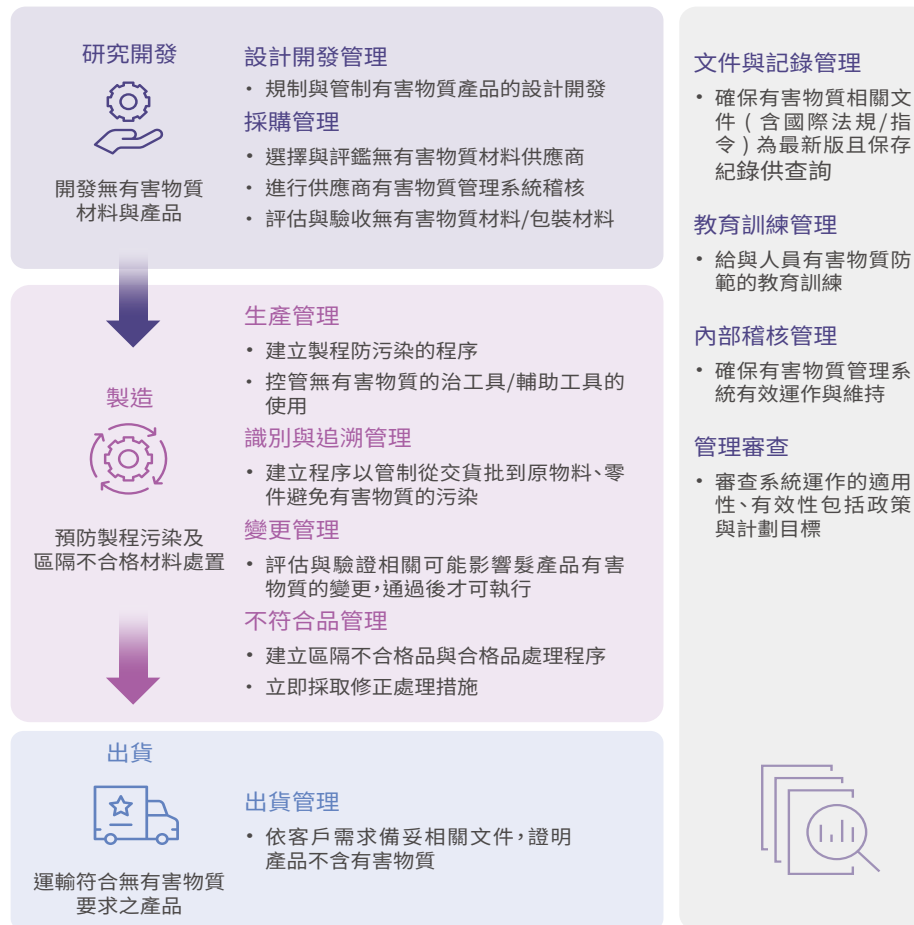 研究開發
開發無有害物質
材料與產品
設計開發管理
• 規制與管制有害物質產品的設計開發
採購管理
• 選擇與評鑑無有害物質材料供應商
• 進行供應商有害物質管理系統稽核
• 評估與驗收無有害物質材料/包裝材料
製造
預防製程污染及
區隔不合格材料處置
生產管理
• 建立製程防污染的程序
• 控管無有害物質的治工具/輔助工具的
使用
識別與追溯管理
• 建立程序以管制從交貨批到原物料、零
件避免有害物質的污染
變更管理
• 評估與驗證相關可能影響髮產品有害
物質的變更,通過後才可執行
不符合品管理
• 建立區隔不合格品與合格品處理程序
• 立即採取修正處理措施
出貨
運輸符合無有害物質
要求之產品
出貨管理
• 依客戶需求備妥相關文件,證明
產品不含有害物質
文件與記錄管理
• 確保有害物質相關文
件 ( 含國際法規/指
令 ) 為最新版且保存
紀錄供查詢
教育訓練管理
• 給與人員有害物質防
範的教育訓練
內部稽核管理
• 確保有害物質管理系
統有效運作與維持
管理審查
• 審查系統運作的適用
性、有效性包括政策
與計劃目標